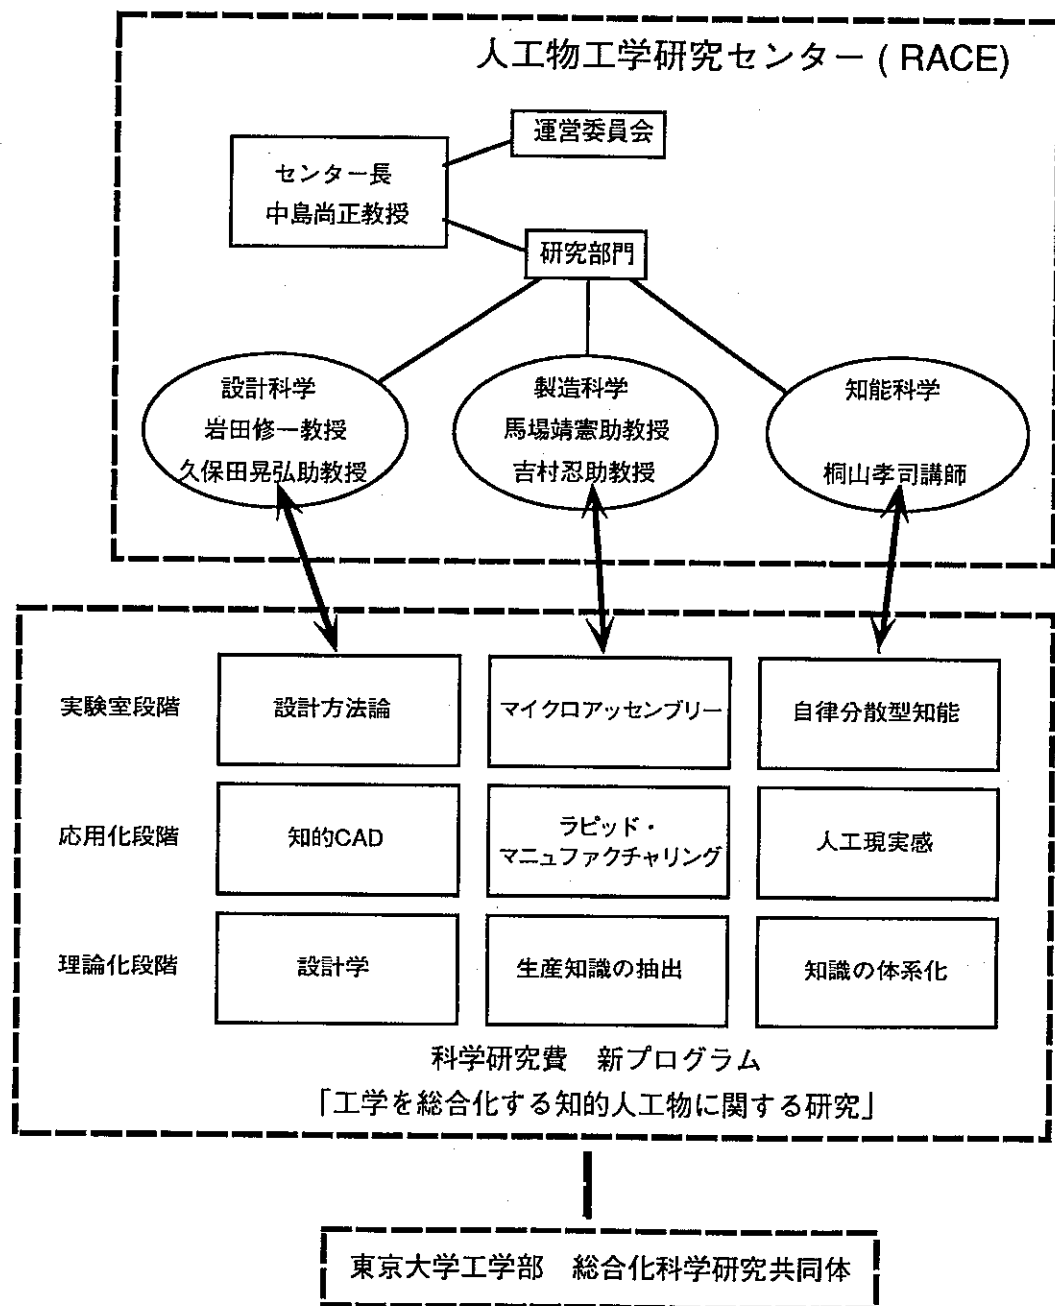 人工物工学研究センター ( RACE)
運営委員会
センター長
中島尚正教授
研究部門
設計科学
岩田修一教授
久保田晃弘助教授
製造科学
馬場靖憲助教授
吉村忍助教授
知能科学
桐山孝司講師
実験室段階
設計方法論
マイクロアッセンブリー
自律分散型知能
応用化段階
知的CAD
ラピッド・
マニュファクチャリング
人工現実感
理論化段階
設計学
生産知識の抽出
知識の体系化
科学研究費　新プログラム
「工学を総合化する知的人工物に関する研究」
東京大学工学部　総合化科学研究共同体